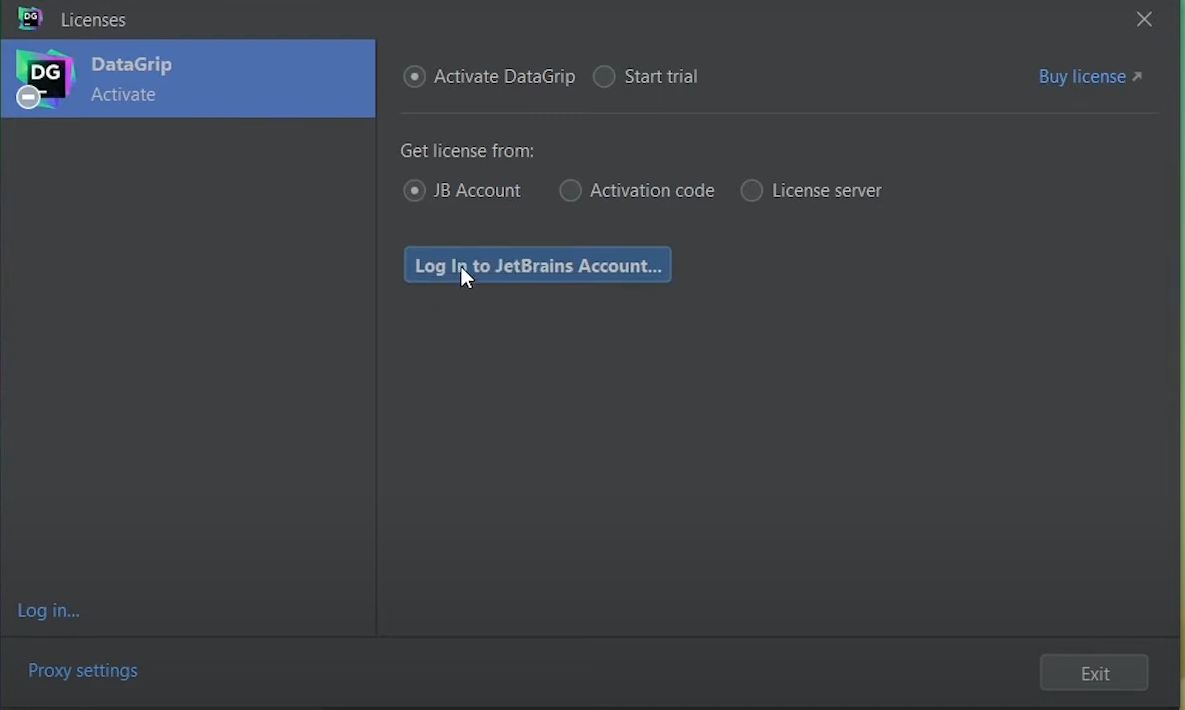 DG
Licenses
DG
DataGrip
Activate
Activate DataGrip
Start trial
Buy license
Get license from:
JB Account
Activation code
License server
Log In to JetBrains Account...
Log in...
Proxy settings
Exit